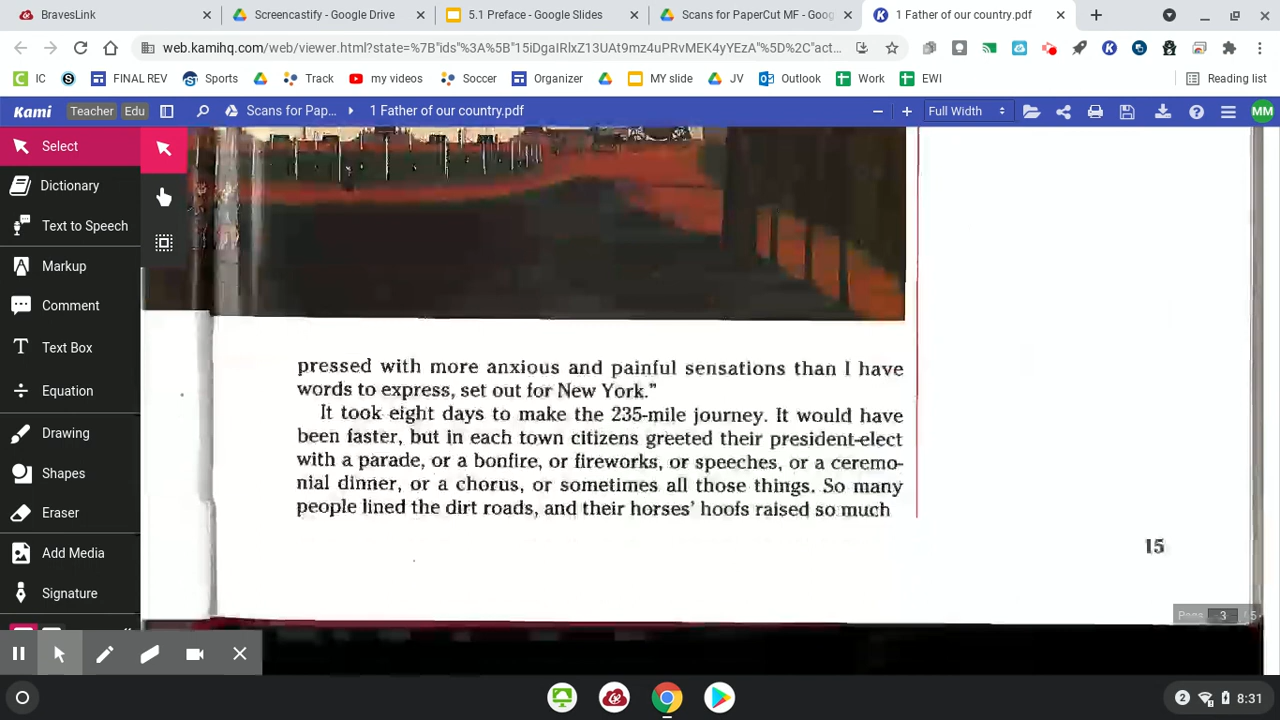 BravesLink
Screencastify - Google Drive
5.1 Preface - Google Slides
Scans for PaperCut MF - Goog
1 Father of our country.pdf
web.kamihq.com/web/viewer.html?state=%7B"ids"%3A%5B"15iDgaIRlxZ13UAt9mz4uPRvMEK4yYEzA"%5D%2C"act...
IC
FINAL REV
Sports
Track
my videos
Soccer
Organizer
MY slide
JV
Outlook
Work
EWI
Reading list
Kami
Teacher
Edu
Scans for Pap...
1 Father of our country.pdf
Full Width
MM
Select
Dictionary
Text to Speech
Markup
Comment
Text Box
Equation
Drawing
Shapes
Eraser
Add Media
Signature
pressed with more anxious and painful sensations than I have
words to express, set out for New York."
It took eight days to make the 235-mile journey. It would have
been faster, but in each town citizens greeted their president-elect
with a parade, or a bonfire, or fireworks, or speeches, or a ceremo-
nial dinner, or a chorus, or sometimes all those things. So many
people lined the dirt roads, and their horses' hoofs raised so much
15
Page 3 / 5
2
8:31